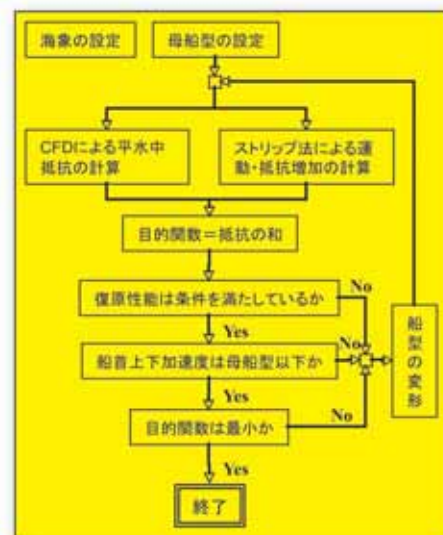 海象の設定
母船型の設定
CFDによる平水中
抵抗の計算
ストリップ法による運
動・抵抗増加の計算
目的関数＝抵抗の和
復原性能は条件を満たしているか
No
Yes
船首上下加速度は母船型以下か
No
Yes
目的関数は最小か
No
Yes
船型の変形
終了